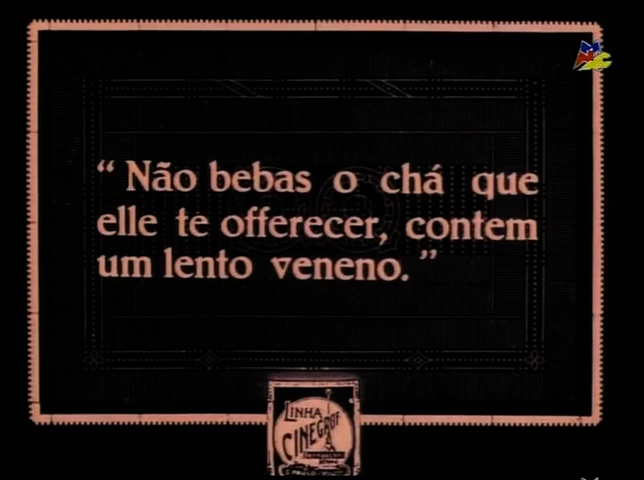 “ Não bebas o chá que
elle te offerecer, contem
um lento veneno. ”
LINHA
CINEGRAF